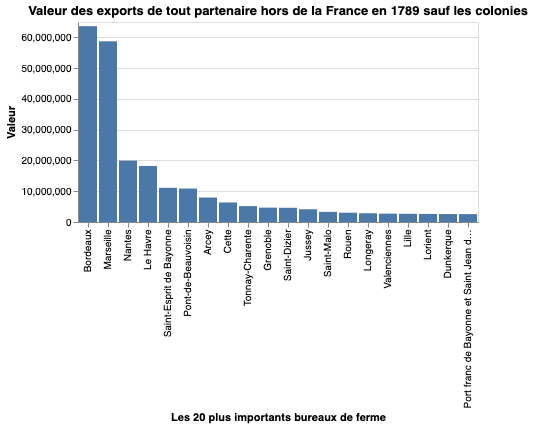 Valeur des exports de tout partenaire hors de la France en 1789 sauf les colonies
60,000,000
50,000,000
40,000,000
30,000,000
20,000,000
10,000,000
0
Valeur
Bordeaux
Marseille
Nantes
Le Havre
Saint-Esprit de Bayonne
Pont-de-Beauvoisin
Arcey
Cette
Tonnay-Charente
Grenoble
Saint-Dizier
Jussey
Saint-Malo
Rouen
Longeray
Valenciennes
Lille
Lorient
Dunkerque
Port franc de Bayonne et Saint Jean d…
Les 20 plus importants bureaux de ferme